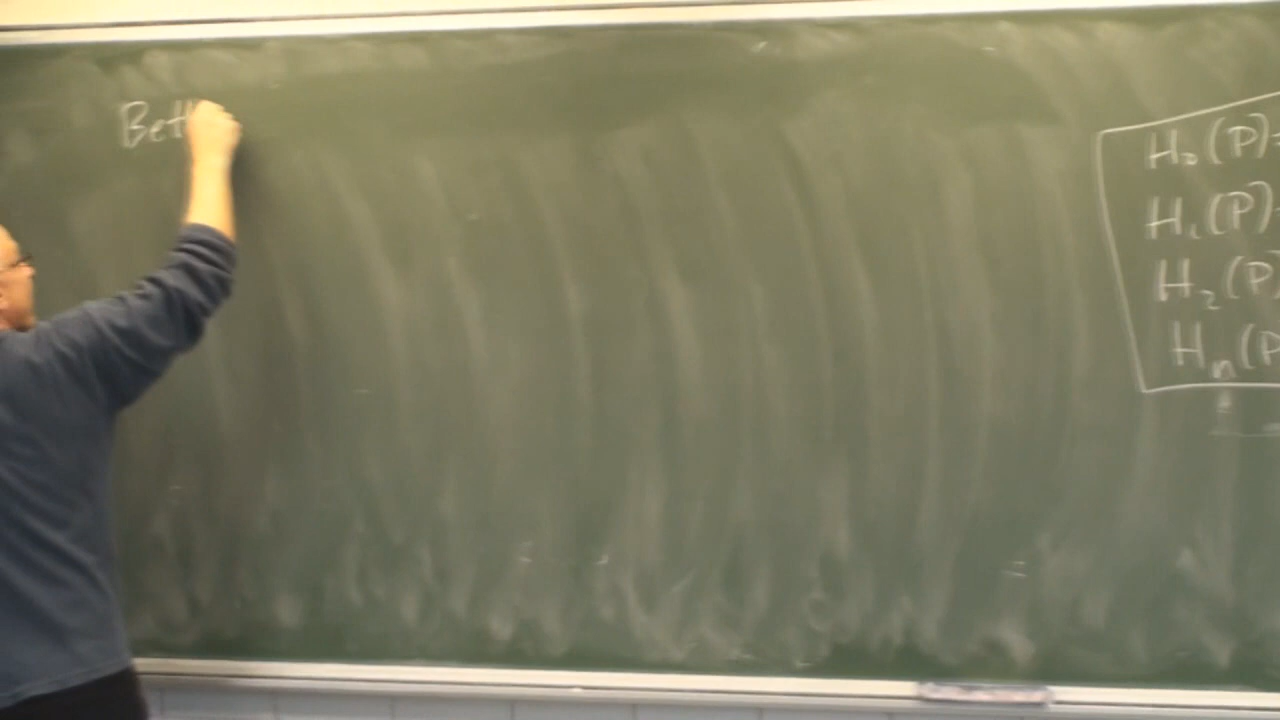 Bett
H₀(P)=
H₁(P)=
H₂(P)
Hₙ(P